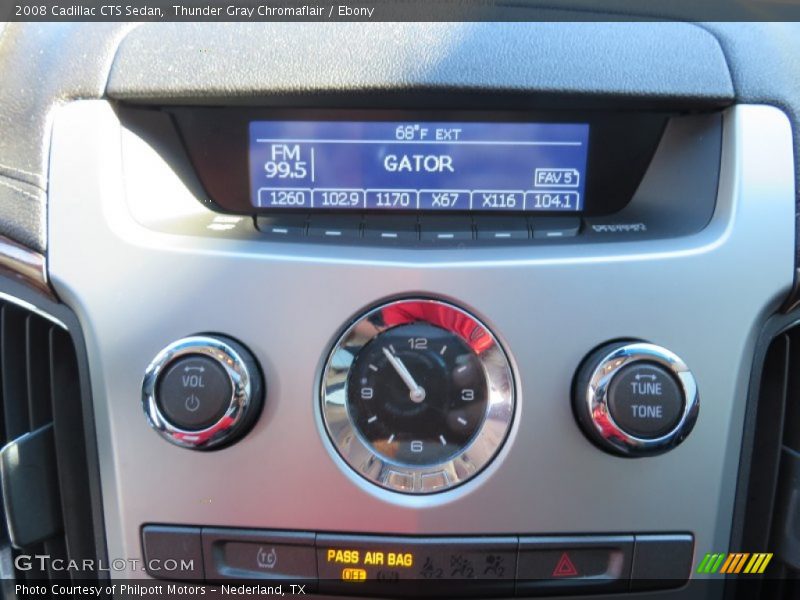 2008 Cadillac CTS Sedan, Thunder Gray Chromaflair / Ebony
68°F EXT
FM
99.5
GATOR
FAV 5
1260 102.9 1170 X67 X116 104.1
VOL
12
9 3
6
TUNE
TONE
TC
PASS AIR BAG
OFF
GTCARLOT.COM
Photo Courtesy of Philpott Motors - Nederland, TX